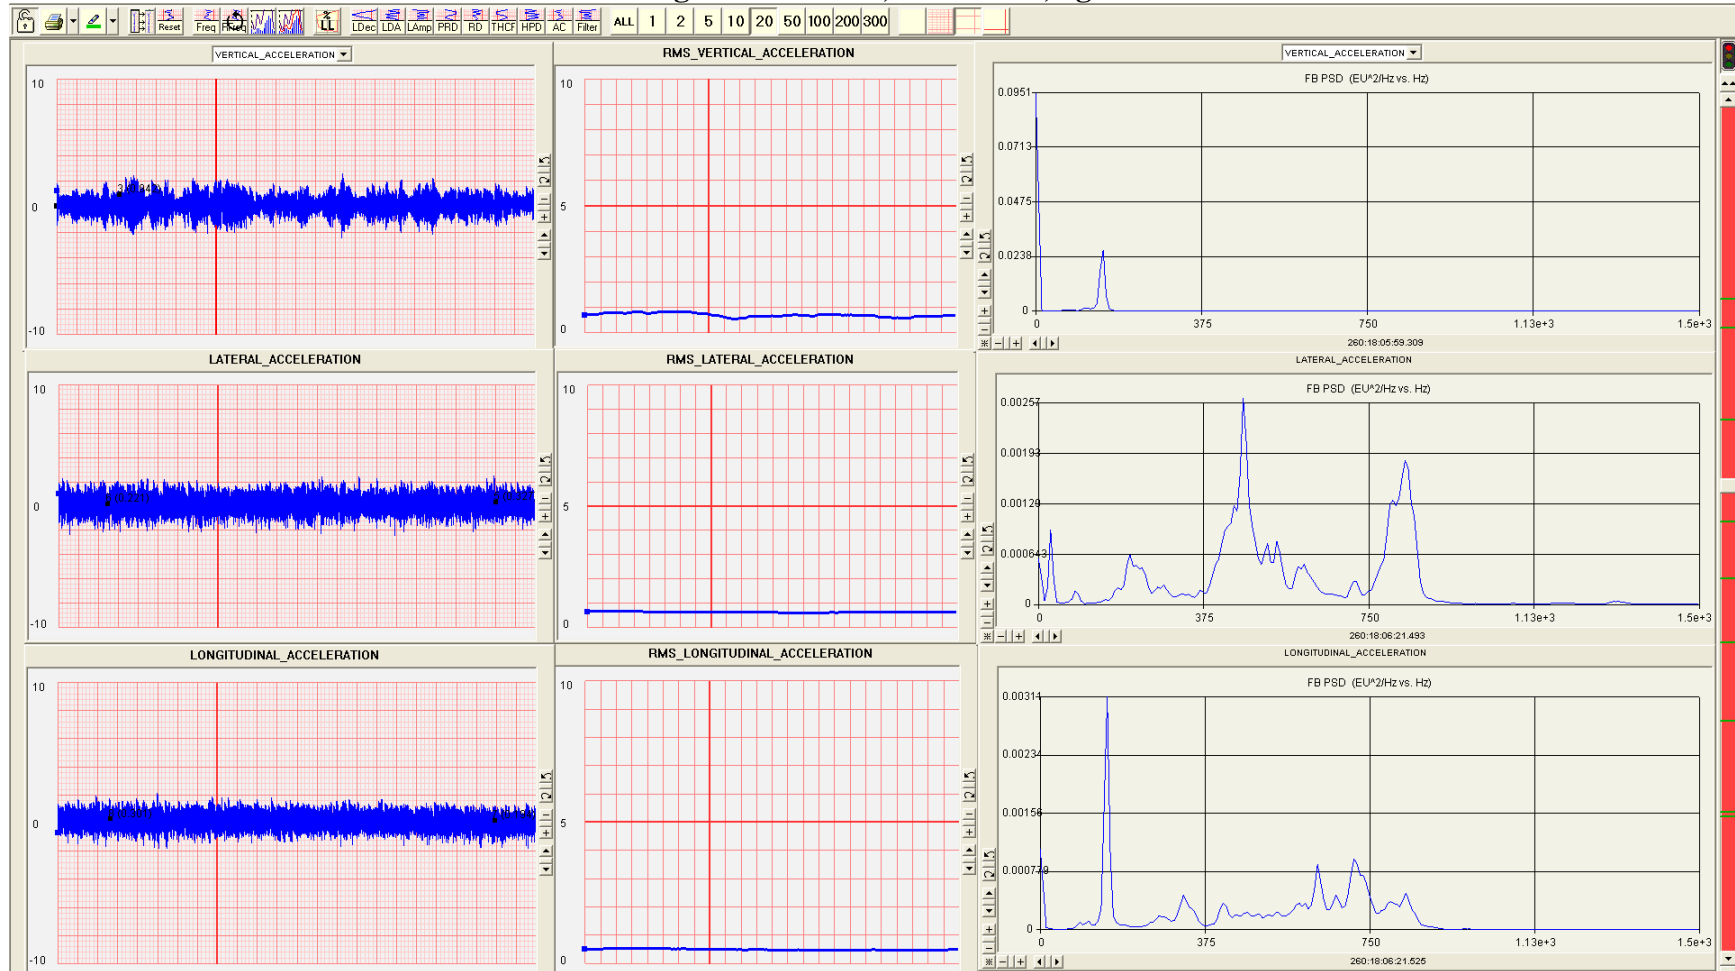 Reset Freq LL LDec LDA LAmp PRD RD THCF HPD AC Filter ALL 1 2 5 10 20 50 100 200 300
VERTICAL_ACCELERATION
10
0
-10
RMS_VERTICAL_ACCELERATION
10
5
0
VERTICAL_ACCELERATION
FB PSD (EU^2/Hz vs. Hz)
0.0951
0.0713
0.0475
0.0238
0
0 375 750 1.13e+3 1.5e+3
260:18:05:59.309
LATERAL_ACCELERATION
10
0
-10
RMS_LATERAL_ACCELERATION
10
5
0
LATERAL_ACCELERATION
FB PSD (EU^2/Hz vs. Hz)
0.00257
0.00193
0.00129
0.000643
0
0 375 750 1.13e+3 1.5e+3
260:18:06:21.493
LONGITUDINAL_ACCELERATION
10
0
-10
RMS_LONGITUDINAL_ACCELERATION
10
5
0
LONGITUDINAL_ACCELERATION
FB PSD (EU^2/Hz vs. Hz)
0.00314
0.00234
0.00156
0.000779
0
0 375 750 1.13e+3 1.5e+3
260:18:06:21.525